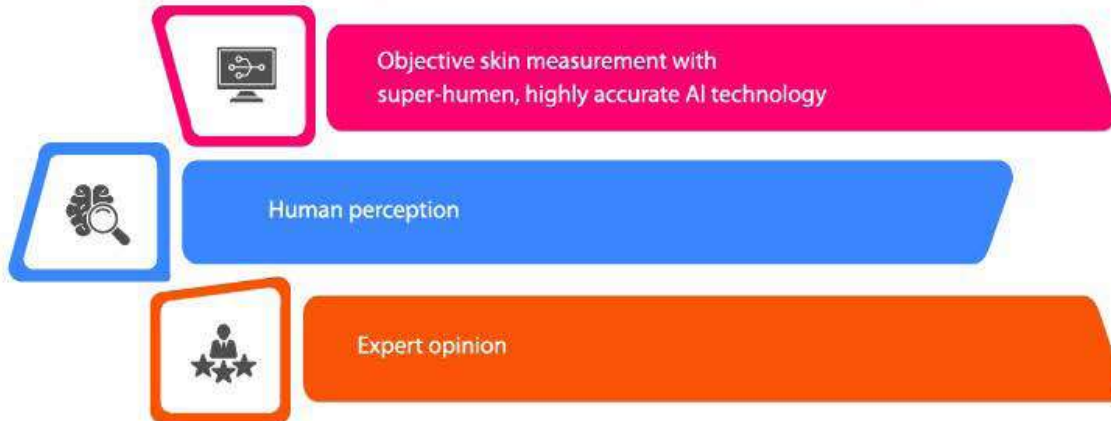 Objective skin measurement with
super-humen, highly accurate AI technology
Human perception
Expert opinion